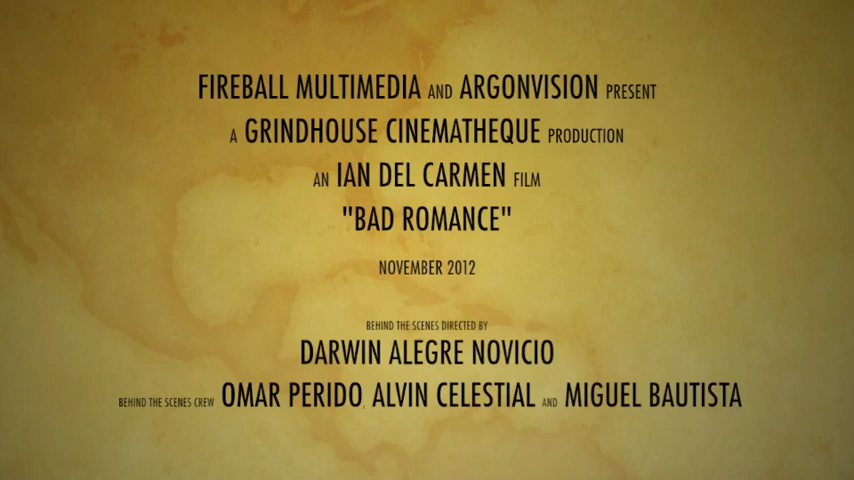 FIREBALL MULTIMEDIA AND ARGONVISION PRESENT
A GRINDHOUSE CINEMATHEQUE PRODUCTION
AN IAN DEL CARMEN FILM
"BAD ROMANCE"
NOVEMBER 2012
BEHIND THE SCENES DIRECTED BY
DARWIN ALEGRE NOVICIO
BEHIND THE SCENES CREW OMAR PERIDO, ALVIN CELESTIAL AND MIGUEL BAUTISTA